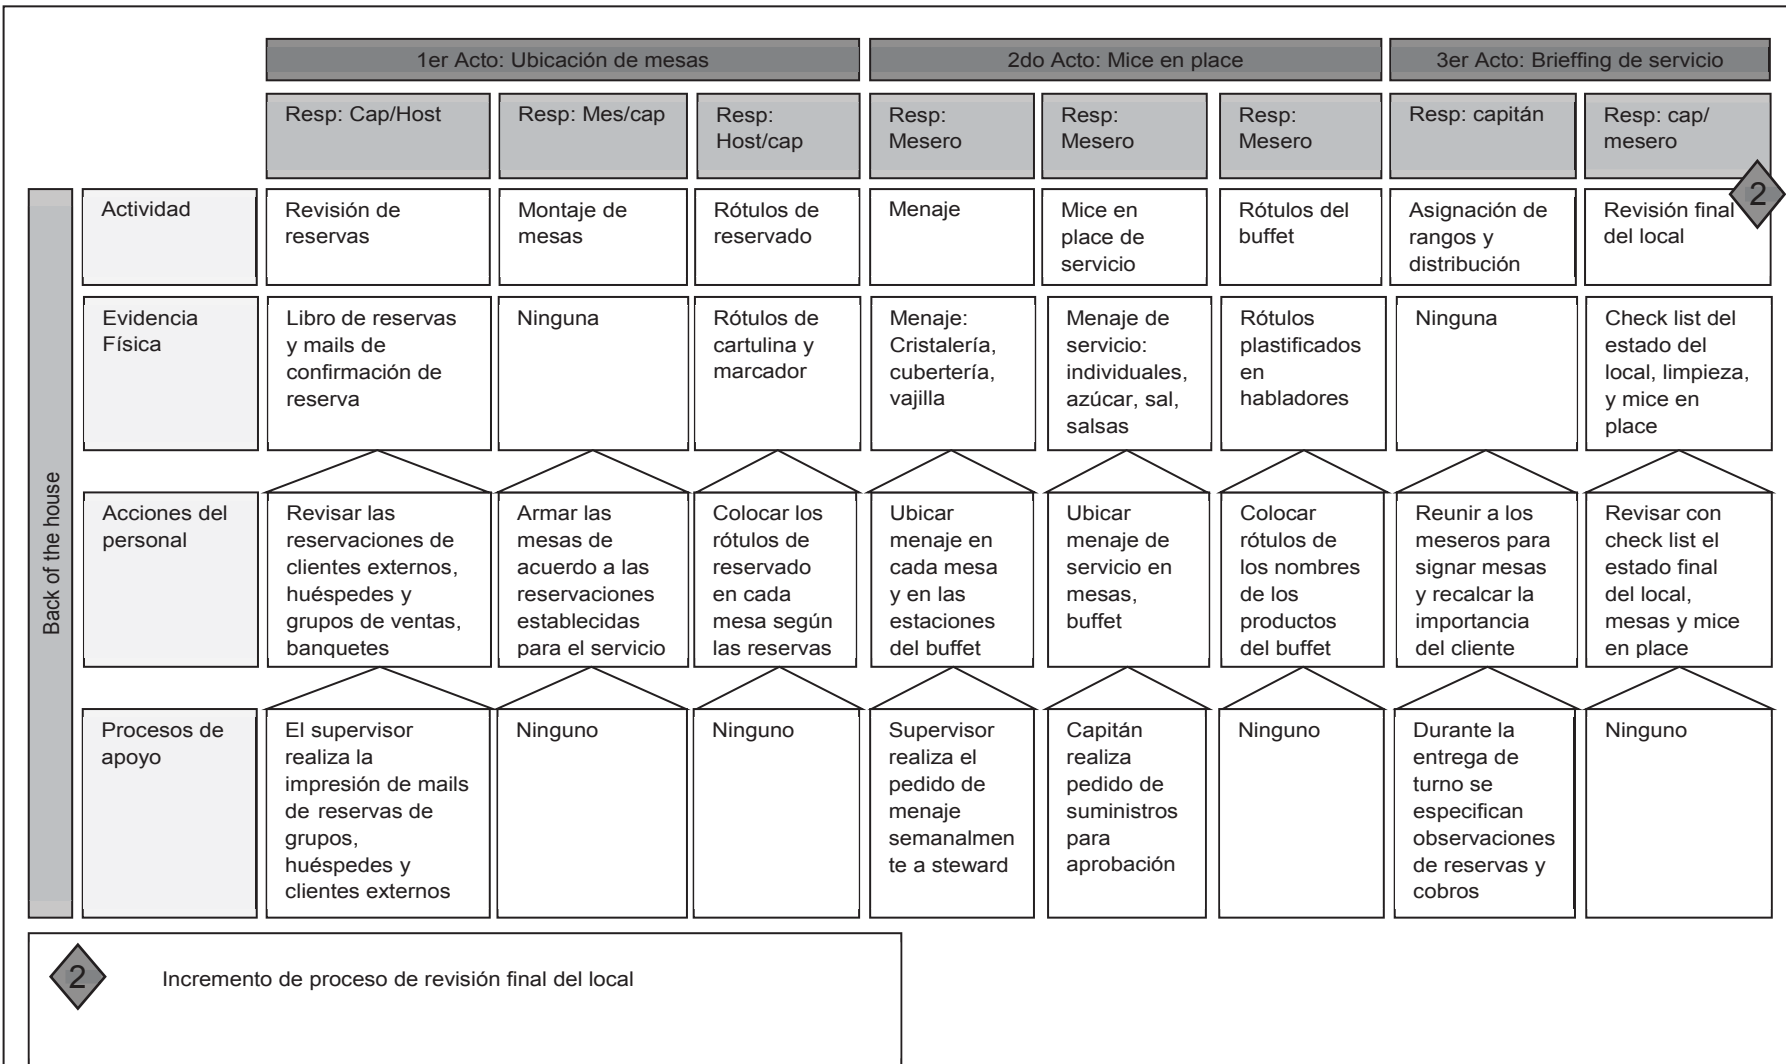 1er Acto: Ubicación de mesas
2do Acto: Mice en place
3er Acto: Brieffing de servicio
Resp: Cap/Host
Resp: Mes/cap
Resp:
Host/cap
Resp:
Mesero
Resp:
Mesero
Resp:
Mesero
Resp: capitán
Resp: cap/
mesero
2
Back of the house
Actividad
Revisión de
reservas
Montaje de
mesas
Rótulos de
reservado
Menaje
Mice en
place de
servicio
Rótulos del
buffet
Asignación de
rangos y
distribución
Revisión final
del local
Evidencia
Física
Libro de reservas
y mails de
confirmación de
reserva
Ninguna
Rótulos de
cartulina y
marcador
Menaje:
Cristalería,
cubertería,
vajilla
Menaje de
servicio:
individuales,
azúcar, sal,
salsas
Rótulos
plastificados
en
habladores
Ninguna
Check list del
estado del
local, limpieza,
y mice en
place
Acciones del
personal
Revisar las
reservaciones de
clientes externos,
huéspedes y
grupos de ventas,
banquetes
Armar las
mesas de
acuerdo a las
reservaciones
establecidas
para el servicio
Colocar los
rótulos de
reservado
en cada
mesa según
las reservas
Ubicar
menaje en
cada mesa
y en las
estaciones
del buffet
Ubicar
menaje de
servicio en
mesas,
buffet
Colocar
rótulos de
los nombres
de los
productos
del buffet
Reunir a los
meseros para
signar mesas
y recalcar la
importancia
del cliente
Revisar con
check list el
estado final
del local,
mesas y mice
en place
Procesos de
apoyo
El supervisor
realiza la
impresión de mails
de reservas de
grupos,
huéspedes y
clientes externos
Ninguno
Ninguno
Supervisor
realiza el
pedido de
menaje
semanalmen
te a steward
Capitán
realiza
pedido de
suministros
para
aprobación
Ninguno
Durante la
entrega de
turno se
especifican
observaciones
de reservas y
cobros
Ninguno
2
Incremento de proceso de revisión final del local